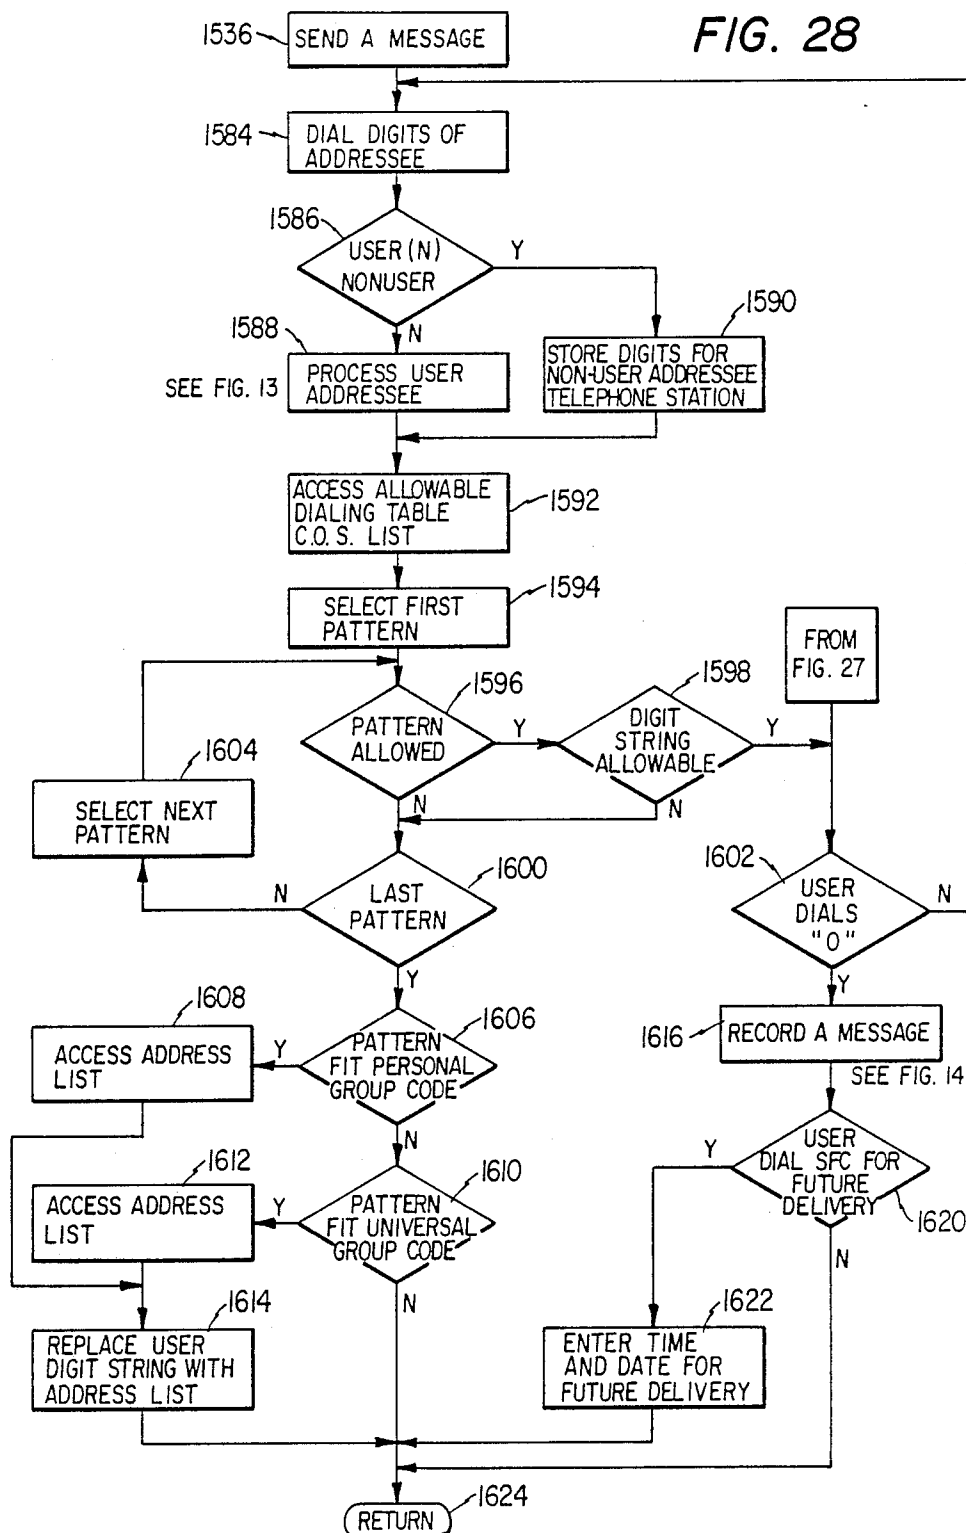 FIG. 28
1536
SEND A MESSAGE
1584
DIAL DIGITS OF
ADDRESSEE
1586
USER (N)
NONUSER
Y
N
1588
1590
SEE FIG. 13
PROCESS USER
ADDRESSEE
STORE DIGITS FOR
NON-USER ADDRESSEE
TELEPHONE STATION
ACCESS ALLOWABLE
DIALING TABLE
C.O.S. LIST
1592
1594
SELECT FIRST
PATTERN
FROM
FIG. 27
1596
PATTERN
ALLOWED
Y
N
1598
DIGIT
STRING
ALLOWABLE
Y
N
1604
SELECT NEXT
PATTERN
1600
LAST
PATTERN
N
Y
1602
USER
DIALS
"0"
N
Y
1608
ACCESS ADDRESS
LIST
1606
PATTERN
FIT PERSONAL
GROUP CODE
Y
N
1616
RECORD A MESSAGE
SEE FIG. 14
1612
ACCESS ADDRESS
LIST
1610
PATTERN
FIT UNIVERSAL
GROUP CODE
Y
N
USER
DIAL SFC FOR
FUTURE
DELIVERY
Y
N
1620
1614
REPLACE USER
DIGIT STRING WITH
ADDRESS LIST
1622
ENTER TIME
AND DATE FOR
FUTURE DELIVERY
1624
RETURN